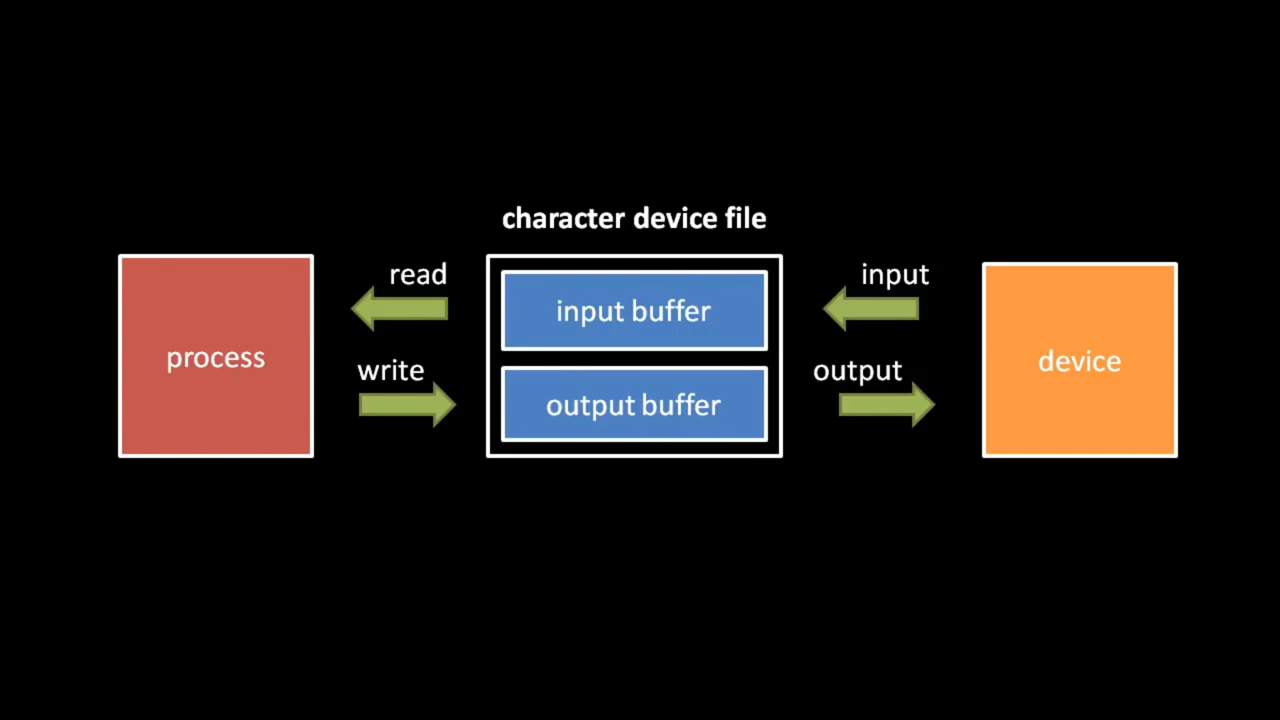 character device file
read
input
input buffer
process
device
write
output
output buffer